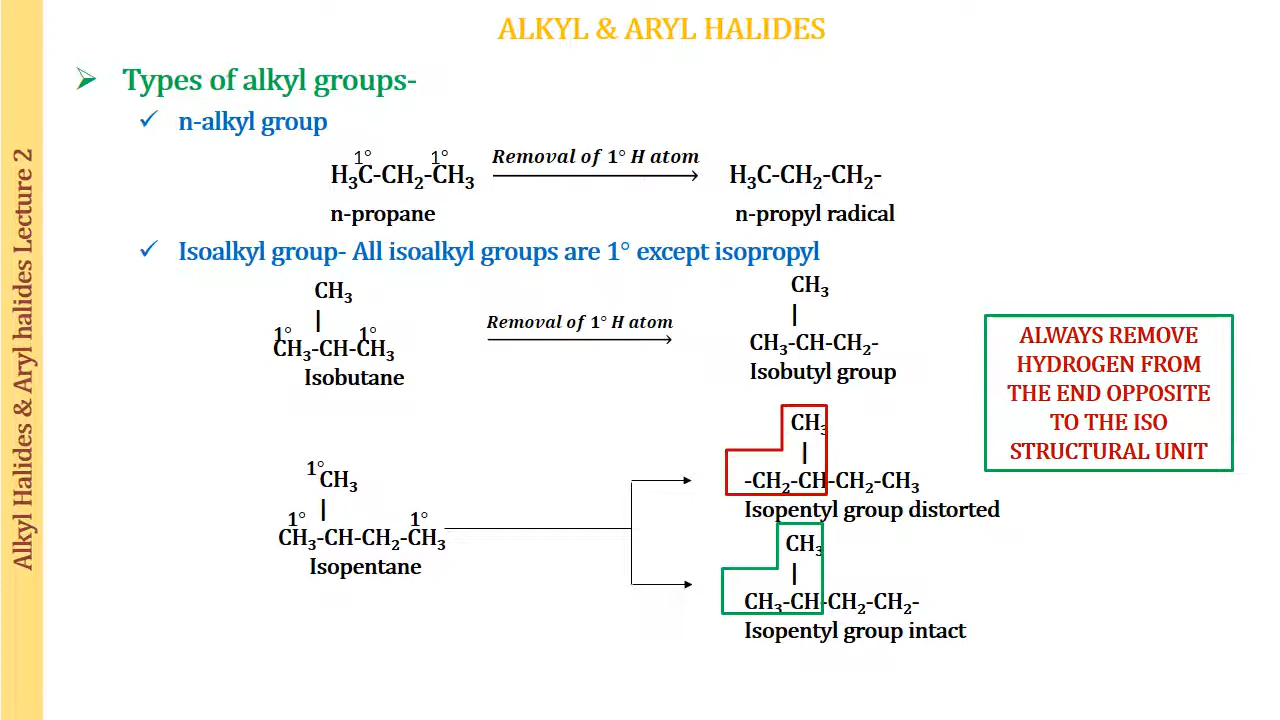 ALKYL & ARYL HALIDES
Alkyl Halides & Aryl halides Lecture 2
➢ Types of alkyl groups-
✓ n-alkyl group
1° 1°
H₃C-CH₂-CH₃
Removal of 1° H atom
H₃C-CH₂-CH₂-
n-propane
n-propyl radical
✓ Isoalkyl group- All isoalkyl groups are 1° except isopropyl
CH₃
|
1° 1°
CH₃-CH-CH₃
Isobutane
Removal of 1° H atom
CH₃
|
CH₃-CH-CH₂-
Isobutyl group
ALWAYS REMOVE
HYDROGEN FROM
THE END OPPOSITE
TO THE ISO
STRUCTURAL UNIT
1°
CH₃
|
1° 1°
CH₃-CH-CH₂-CH₃
Isopentane
CH₃
|
-CH₂-CH-CH₂-CH₃
Isopentyl group distorted
CH₃
|
CH₃-CH-CH₂-CH₂-
Isopentyl group intact